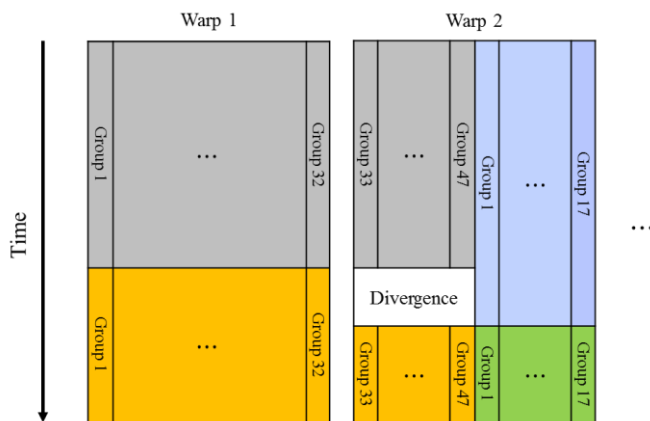 Warp 1
Warp 2
Time
Group 1
...
Group 32
Group 33
...
Group 47
Group 1
...
Group 17
...
Divergence
Group 1
...
Group 32
Group 33
...
Group 47
Group 1
...
Group 17